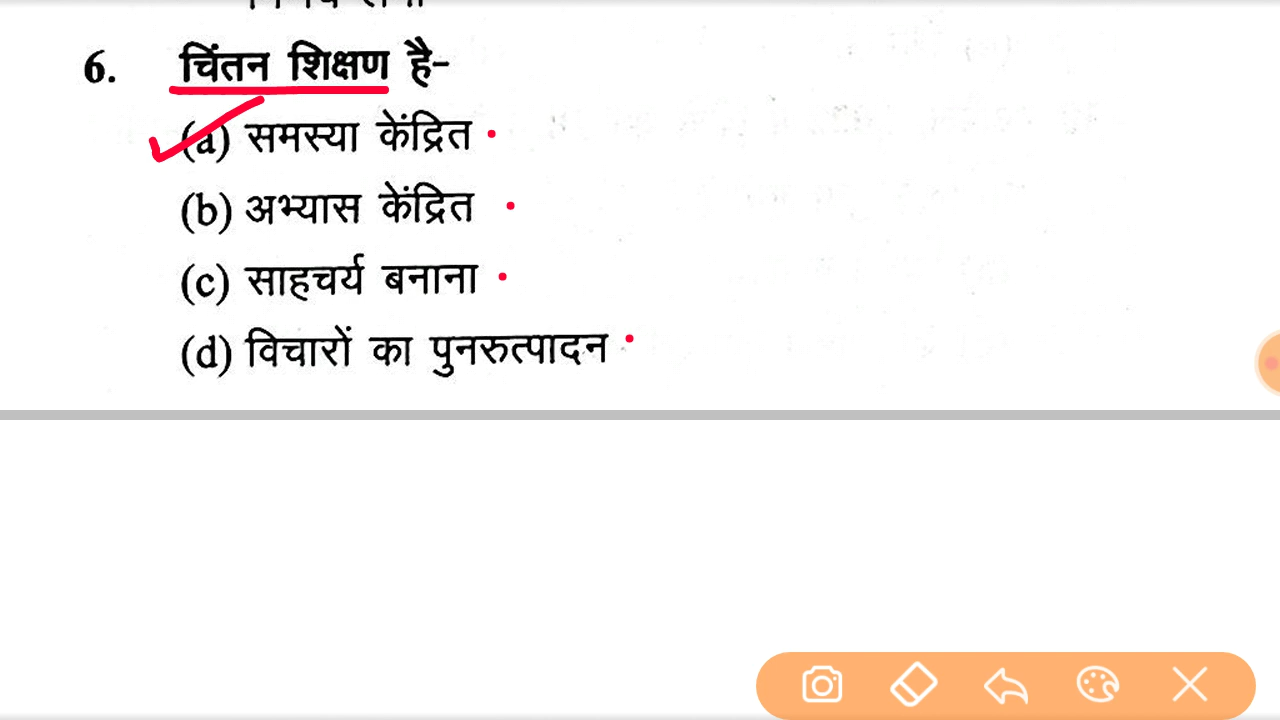 6. चिंतन शिक्षण है-
(a) समस्या केंद्रित
(b) अभ्यास केंद्रित
(c) साहचर्य बनाना
(d) विचारों का पुनरुत्पादन